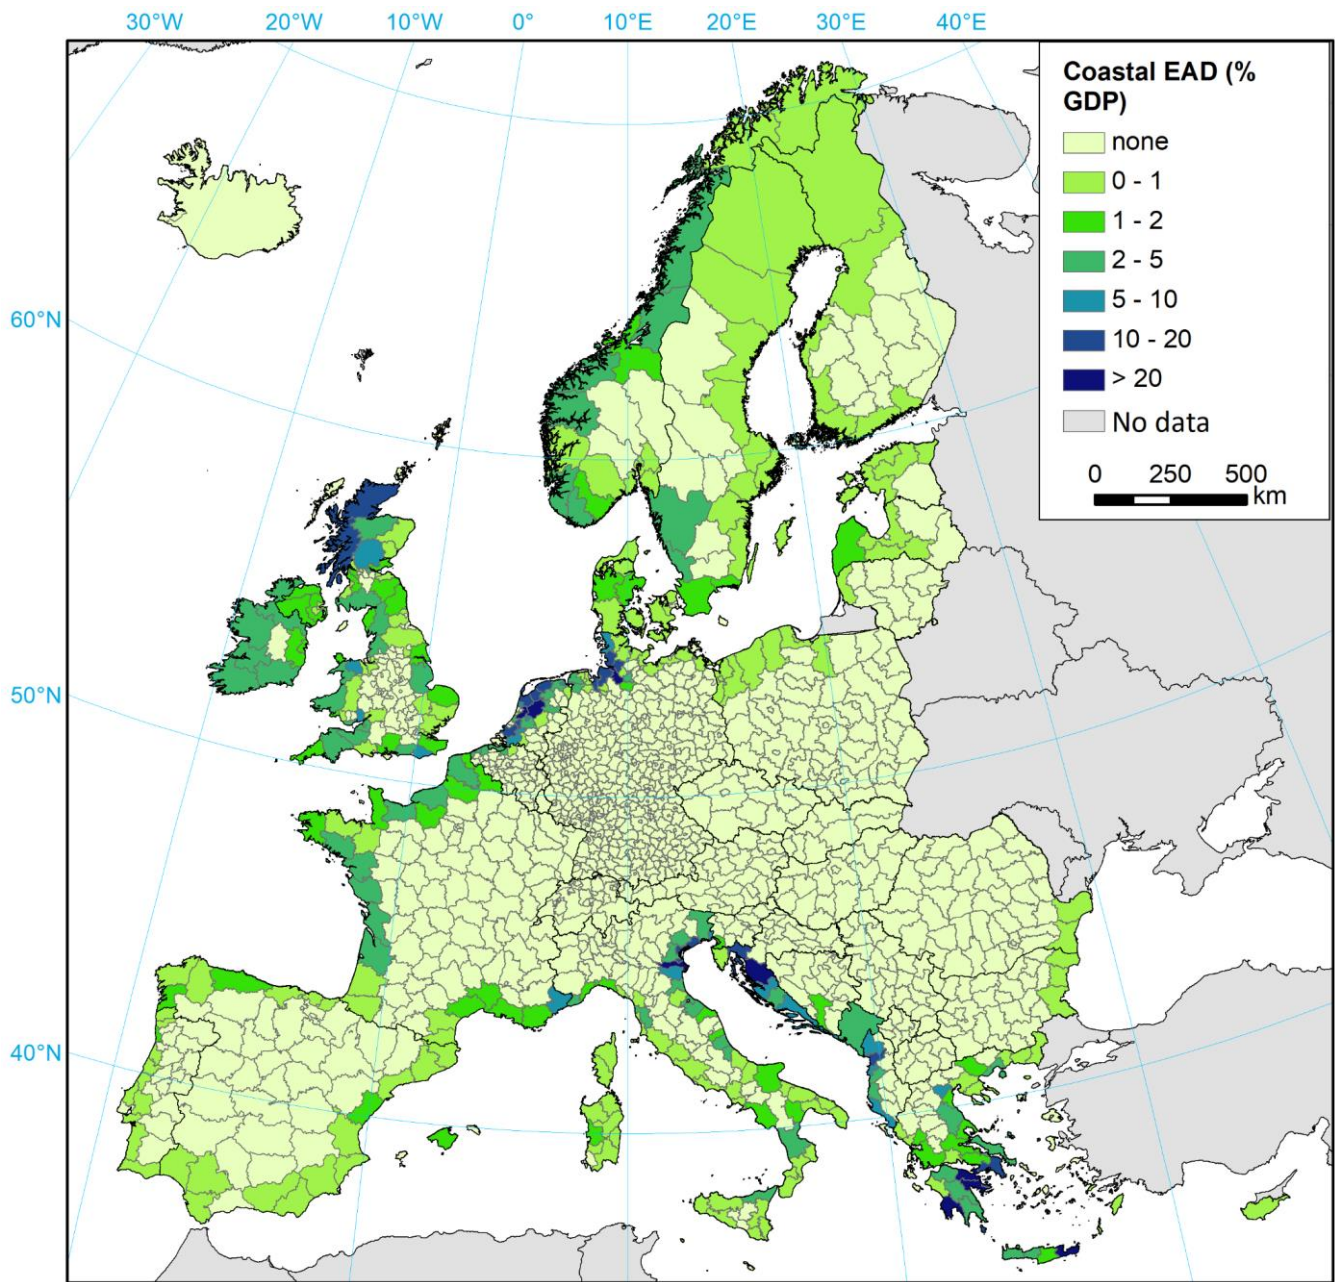 30°W 20°W 10°W 0° 10°E 20°E 30°E 40°E
Coastal EAD (%
GDP)
none
0 - 1
1 - 2
2 - 5
5 - 10
10 - 20
> 20
No data
0 250 500
km
60°N
50°N
40°N